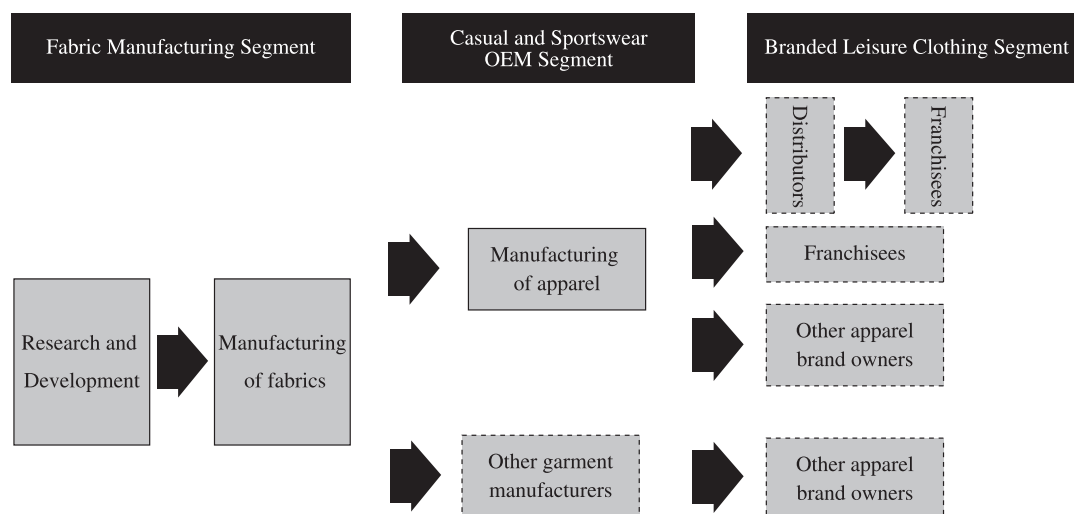 Fabric Manufacturing Segment
Casual and Sportswear
OEM Segment
Branded Leisure Clothing Segment
Distributors
Franchisees
Manufacturing
of apparel
Franchisees
Research and
Development
Manufacturing
of fabrics
Other apparel
brand owners
Other garment
manufacturers
Other apparel
brand owners